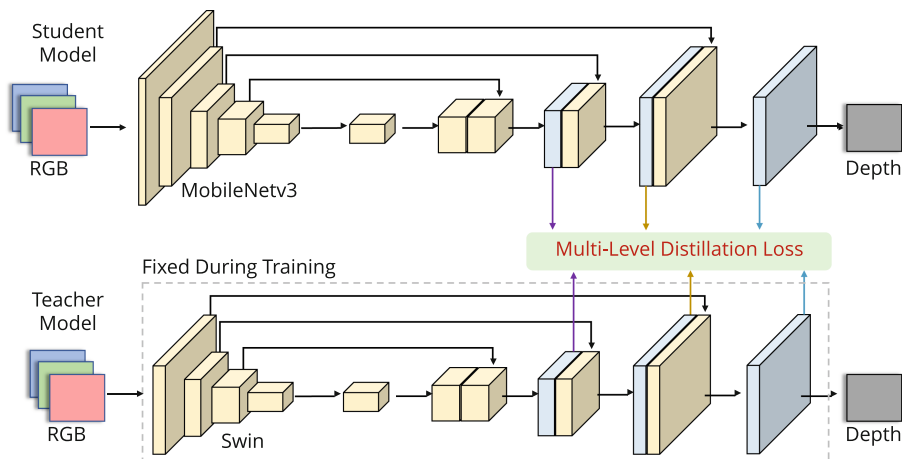 Student
Model
RGB
MobileNetv3
Depth
Multi-Level Distillation Loss
Fixed During Training
Teacher
Model
RGB
Swin
Depth